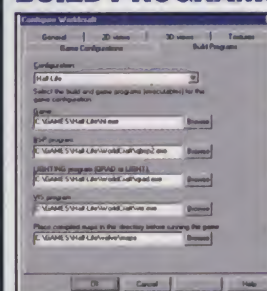 BUILD PROGRAM
Configure Worldcraft
General 2D views 3D views Textures
Game Configurations Build Programs
Configuration:
Half-Life
Select the build and game programs (executables) for the
game configuration
Game
C:\GAMES\Half-Life\hl.exe Browse
BSP program
C:\GAMES\Half-Life\WorldCraft\qbsp2.exe Browse
LIGHTING program (QRAD or LIGHT)
C:\GAMES\Half-Life\WorldCraft\qrad.exe Browse
VIS program
C:\GAMES\Half-Life\WorldCraft\vis.exe Browse
Place compiled maps in this directory before running the game
C:\GAMES\Half-Life\valve\maps Browse
OK Cancel Help